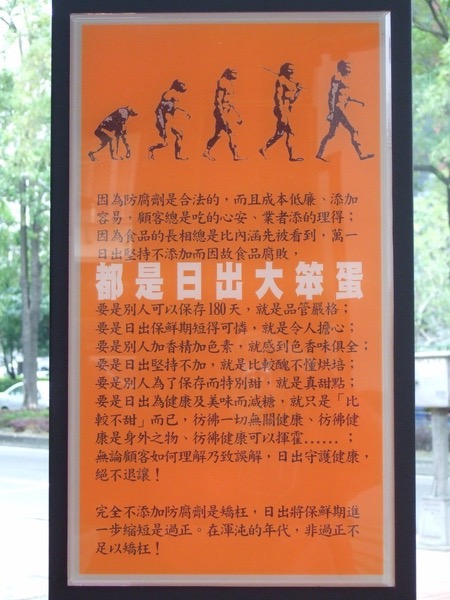 因為防腐劑是合法的，而且成本低廉、添加
容易，顧客總是吃的心安、業者添的理得；
因為食品的長相總是比內涵先被看到，萬一
日出堅持不添加而因故食品腐敗，
都是日出大笨蛋
要是別人可以保存180天，就是品管嚴格；
要是日出保鮮期短得可憐，就是令人擔心；
要是別人加香精加色素，就感到色香味俱全；
要是日出堅持不加，就是比較醜不懂烘培；
要是別人為了保存而特別甜，就是真甜點；
要是日出為健康及美味而減糖，就只是「比
較不甜」而已，彷彿一切無關健康、彷彿健
康是身外之物、彷彿健康可以揮霍......；
無論顧客如何理解乃致誤解，日出守護健康，
絕不退讓！
完全不添加防腐劑是矯枉，日出將保鮮期進
一步縮短是過正。在渾沌的年代，非過正不
足以矯枉！